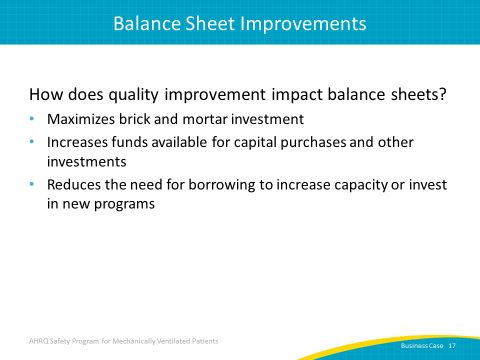 Balance Sheet Improvements
How does quality improvement impact balance sheets?
• Maximizes brick and mortar investment
• Increases funds available for capital purchases and other
investments
• Reduces the need for borrowing to increase capacity or invest
in new programs
AHRQ Safety Program for Mechanically Ventilated Patients
Business Case 17